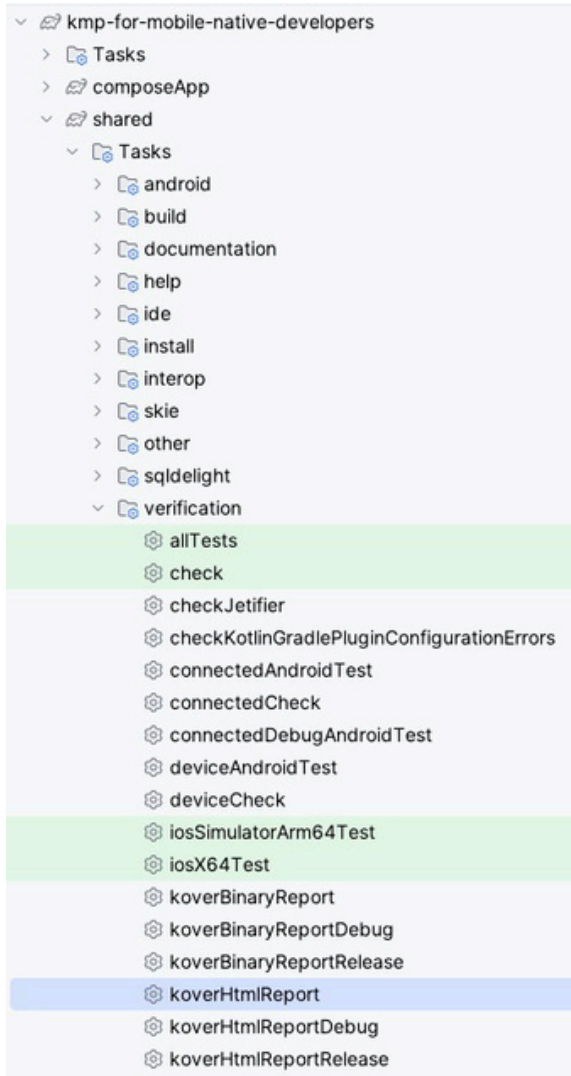 kmp-for-mobile-native-developers
Tasks
composeApp
shared
Tasks
android
build
documentation
help
ide
install
interop
skie
other
sqldelight
verification
allTests
check
checkJetifier
checkKotlinGradlePluginConfigurationErrors
connectedAndroidTest
connectedCheck
connectedDebugAndroidTest
deviceAndroidTest
deviceCheck
iosSimulatorArm64Test
iosX64Test
koverBinaryReport
koverBinaryReportDebug
koverBinaryReportRelease
koverHtmlReport
koverHtmlReportDebug
koverHtmlReportRelease